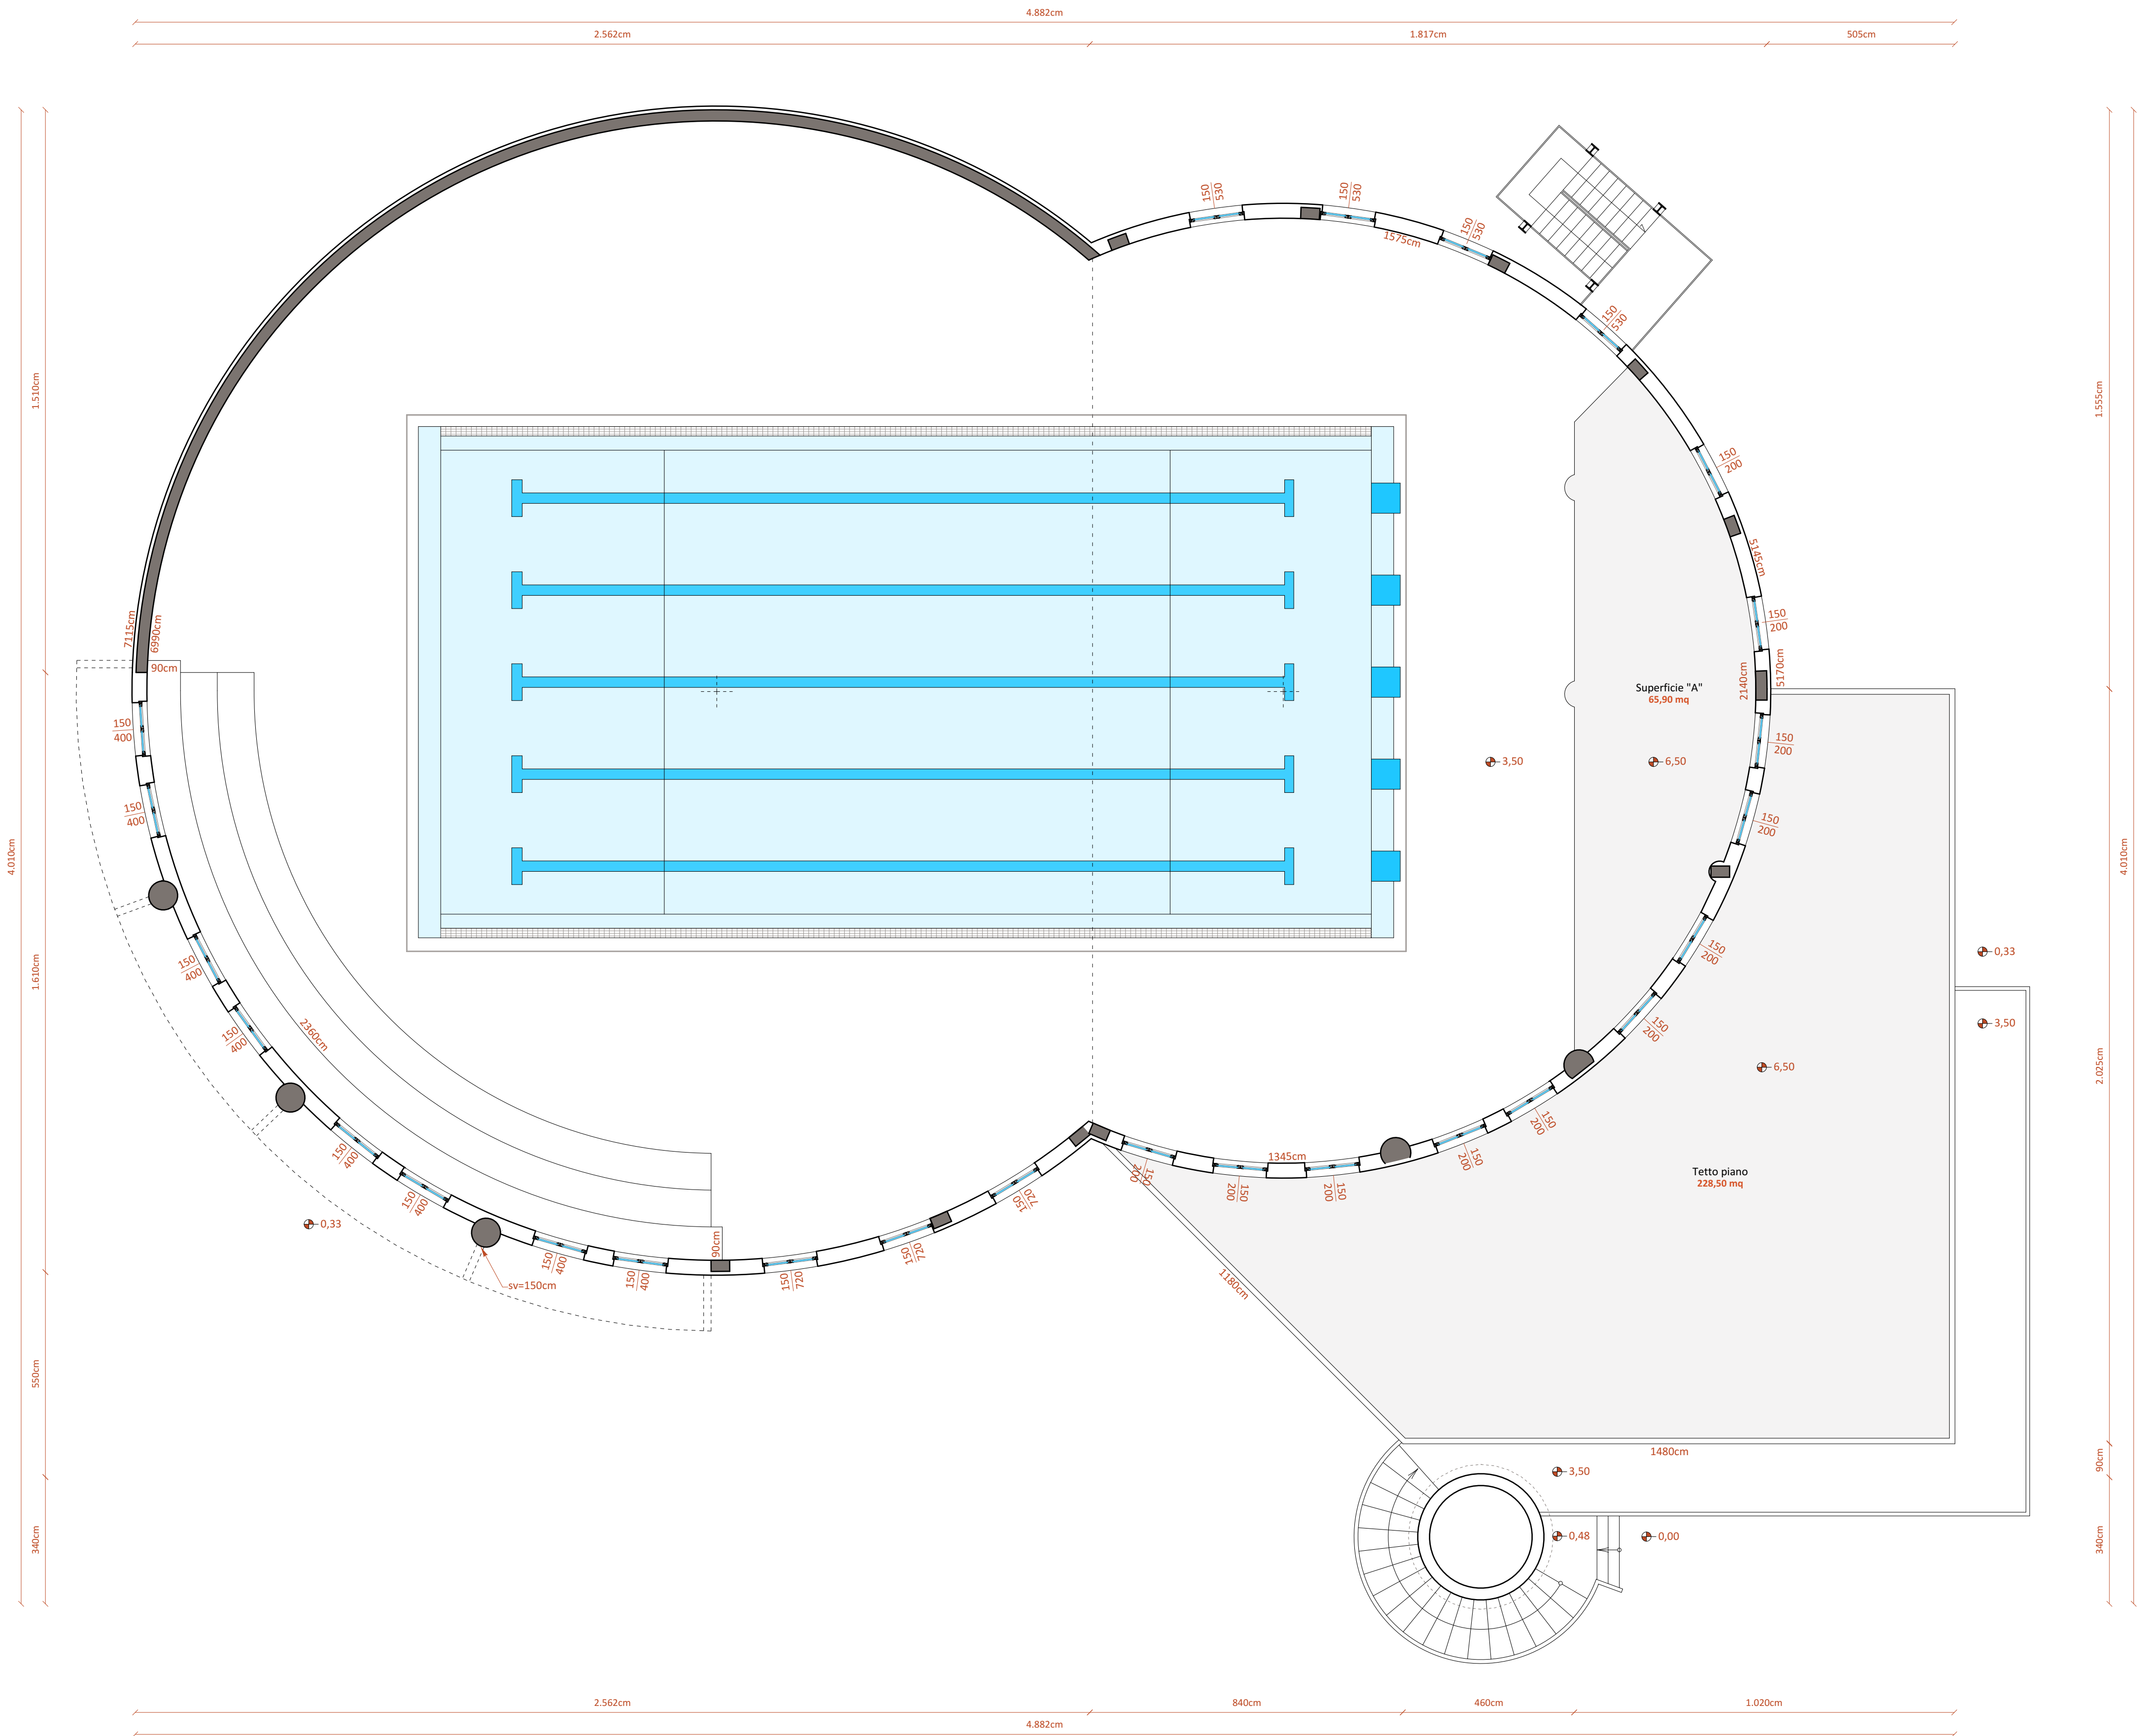 4.882cm
2.562cm
1.817cm
505cm
150
530
150
530
150
530
1575cm
150
530
1.510cm
1.555cm
150
200
5145cm
7115cm
6990cm
90cm
150
200
2140cm
5170cm
Superficie "A"
65,90 mq
150
400
150
200
3,50
6,50
150
400
150
200
4.010cm
4.010cm
150
400
150
200
0,33
1.610cm
2360cm
150
400
150
200
3,50
6,50
2.025cm
150
400
150
200
150
400
1345cm
150
200
150
200
150
200
150
200
Tetto piano
228,50 mq
720
150
0,33
90cm
150
400
150
400
150
720
720
150
sv=150cm
1180cm
550cm
1480cm
90cm
3,50
340cm
0,48
0,00
340cm
2.562cm
840cm
460cm
1.020cm
4.882cm